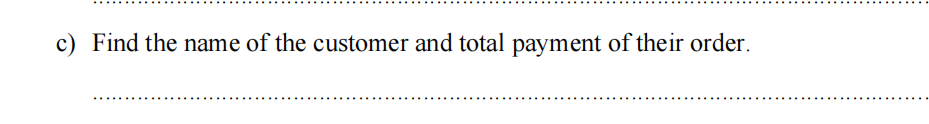 c) Find the name of the customer and total payment of their order.